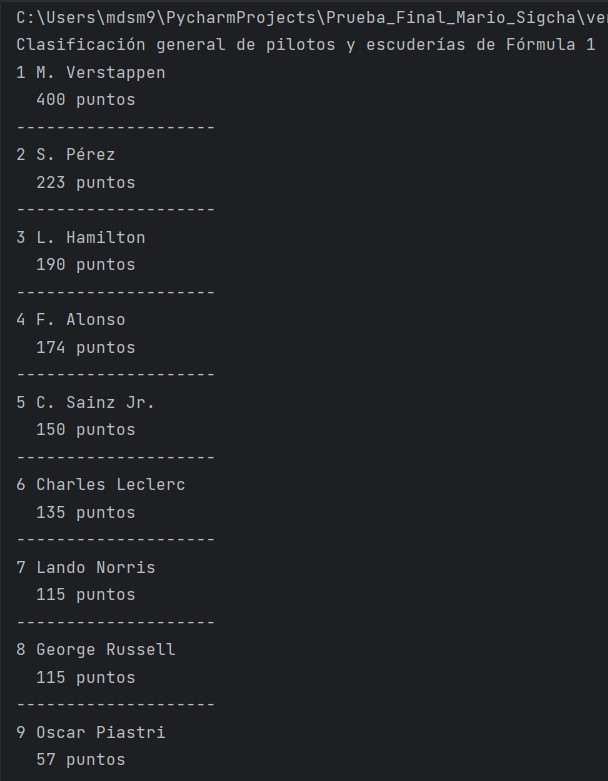 C:\Users\mdsm9\PycharmProjects\Prueba_Final_Mario_Sigcha\ve
Clasificación general de pilotos y escuderías de Fórmula 1
1 M. Verstappen
400 puntos
--------------------
2 S. Pérez
223 puntos
--------------------
3 L. Hamilton
190 puntos
--------------------
4 F. Alonso
174 puntos
--------------------
5 C. Sainz Jr.
150 puntos
--------------------
6 Charles Leclerc
135 puntos
--------------------
7 Lando Norris
115 puntos
--------------------
8 George Russell
115 puntos
--------------------
9 Oscar Piastri
57 puntos